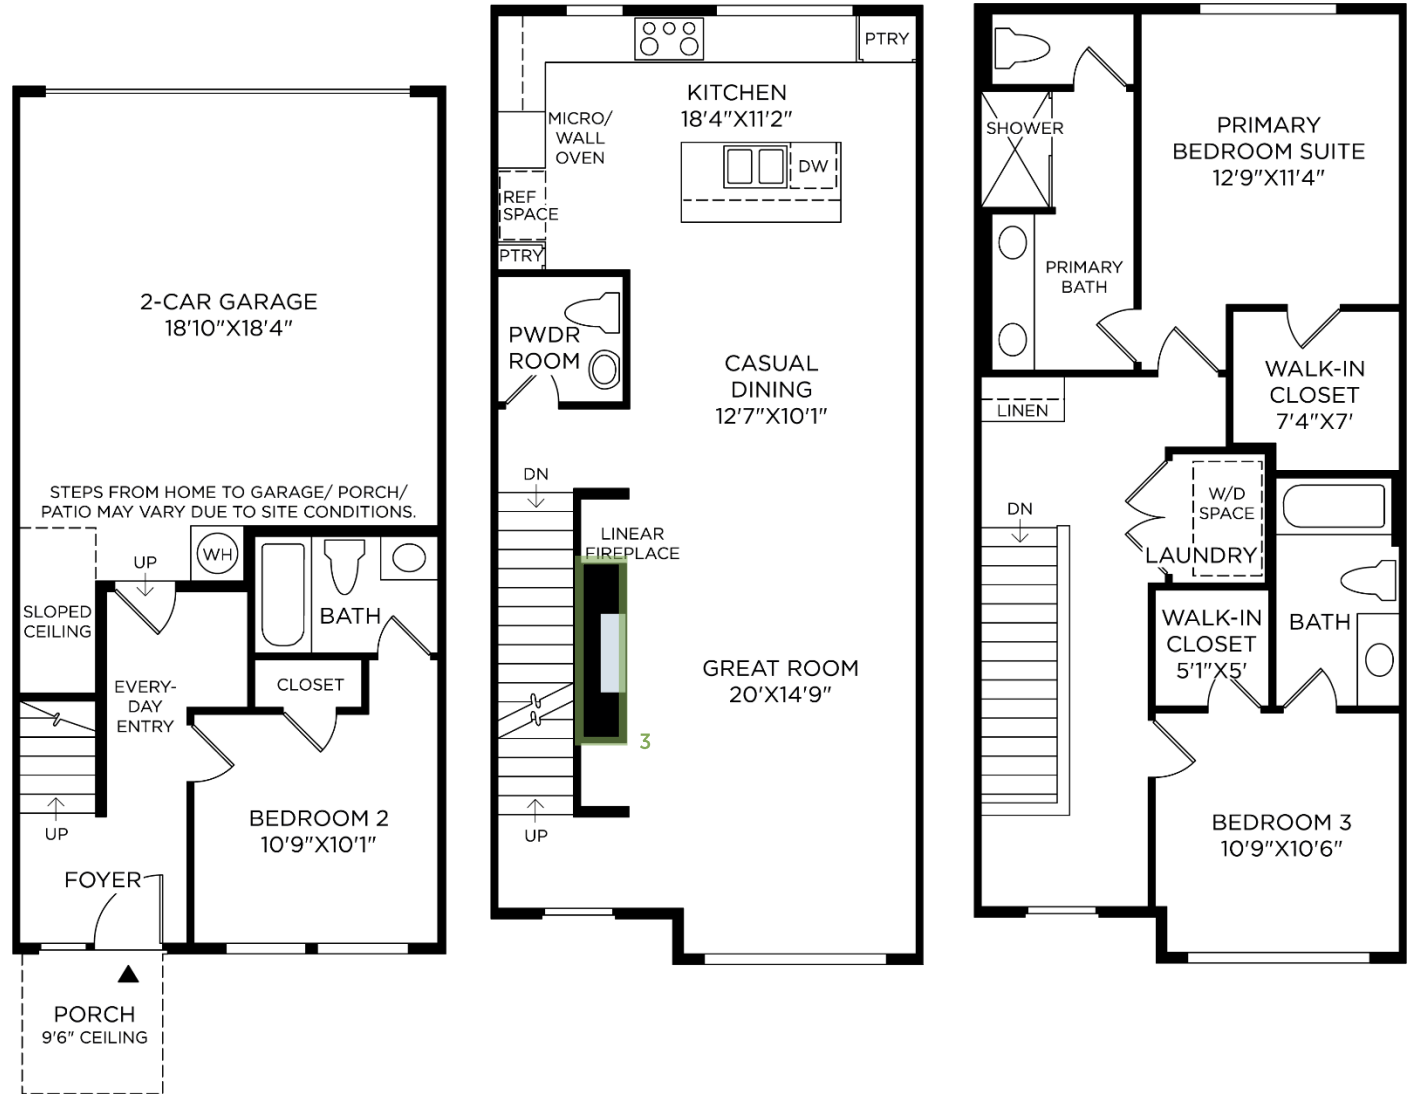 2-CAR GARAGE
18'10"X18'4"
STEPS FROM HOME TO GARAGE/ PORCH/
PATIO MAY VARY DUE TO SITE CONDITIONS.
WH
UP
SLOPED
CEILING
BATH
CLOSET
EVERY-
DAY
ENTRY
UP
BEDROOM 2
10'9"X10'1"
FOYER
PORCH
9'6" CEILING
PTRY
KITCHEN
18'4"X11'2"
MICRO/
WALL
OVEN
DW
REF
SPACE
PTRY
PWDR
ROOM
CASUAL
DINING
12'7"X10'1"
DN
LINEAR
FIREPLACE
GREAT ROOM
20'X14'9"
3
UP
SHOWER
PRIMARY
BEDROOM SUITE
12'9"X11'4"
PRIMARY
BATH
WALK-IN
CLOSET
7'4"X7'
LINEN
DN
W/D
SPACE
LAUNDRY
WALK-IN
CLOSET
5'1"X5'
BATH
BEDROOM 3
10'9"X10'6"